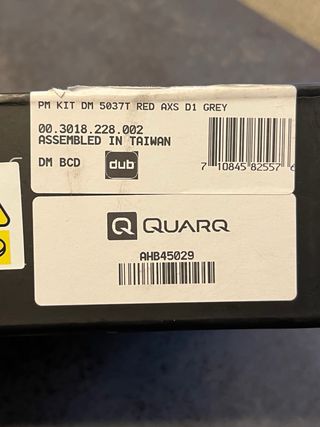 PM KIT DM 5037T RED AXS D1 GREY
00.3018.228.002
ASSEMBLED IN TAIWAN
DM BCD dub
7 10845 82557 6
QUARQ
AHB45029